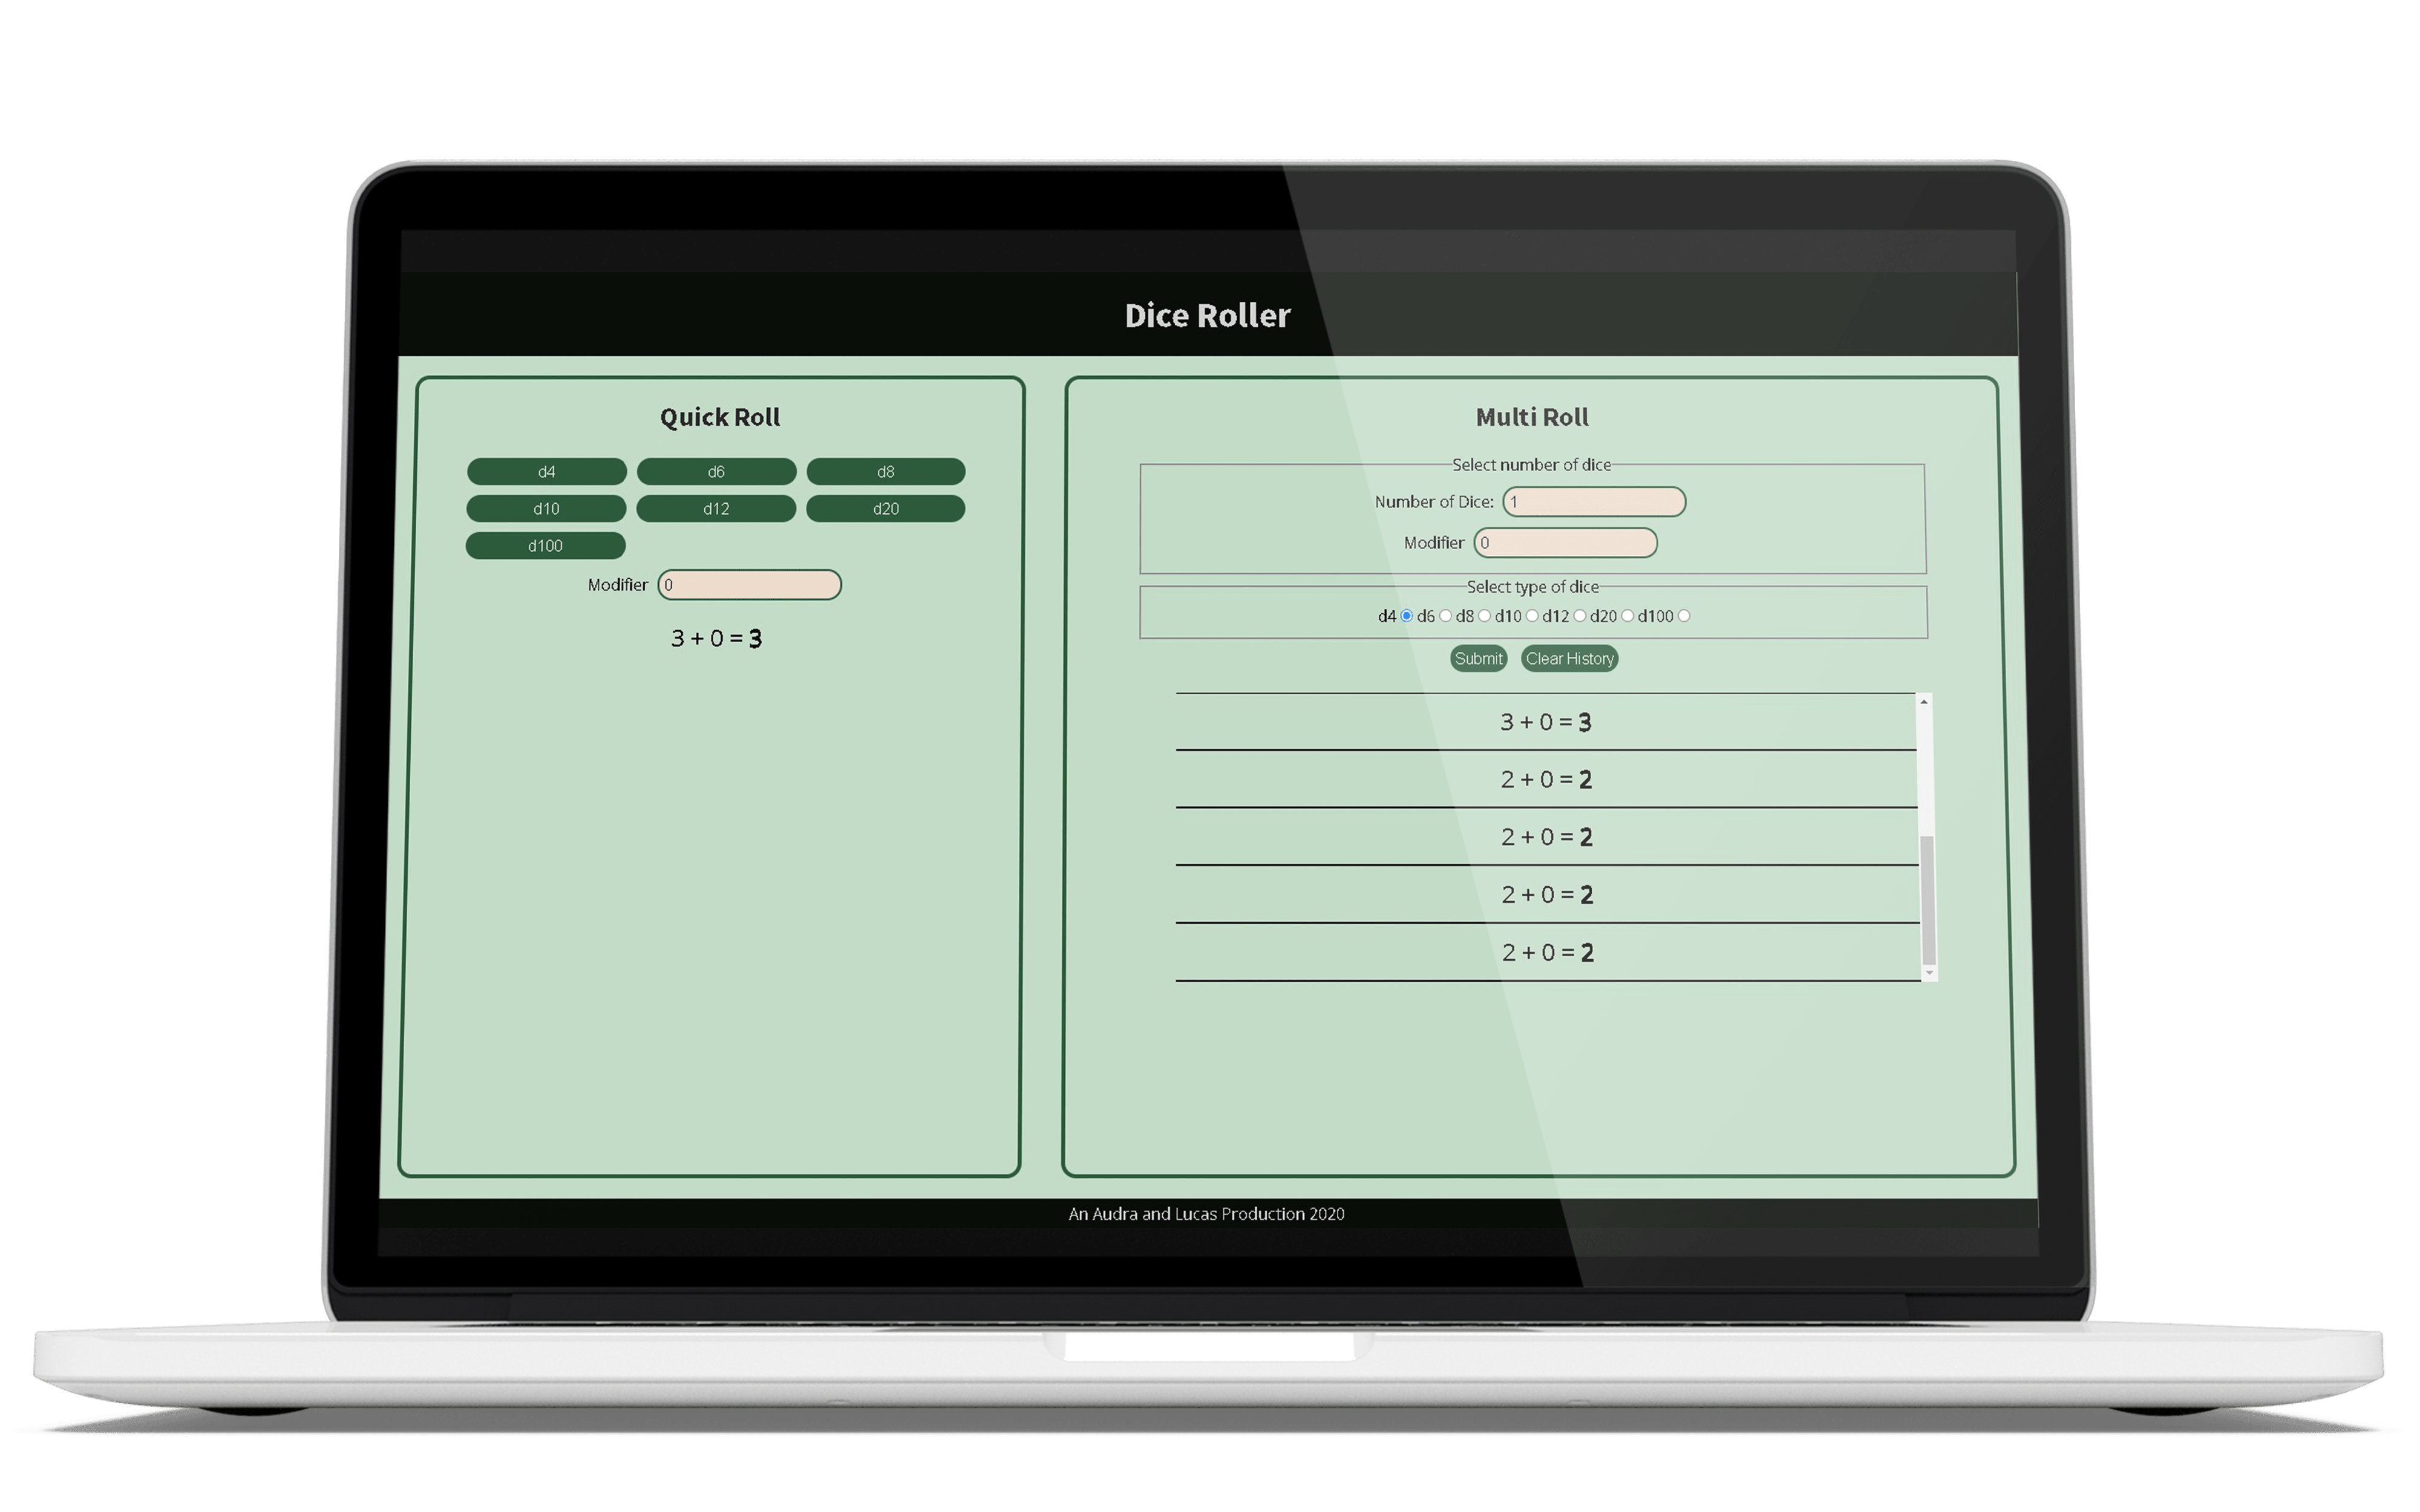 Dice Roller
Quick Roll
d4 d6 d8
d10 d12 d20
d100
Modifier 0
3 + 0 = 3
Multi Roll
Select number of dice
Number of Dice: 1
Modifier 0
Select type of dice
d4 d6 d8 d10 d12 d20 d100
Submit Clear History
3 + 0 = 3
2 + 0 = 2
2 + 0 = 2
2 + 0 = 2
2 + 0 = 2
An Audra and Lucas Production 2020